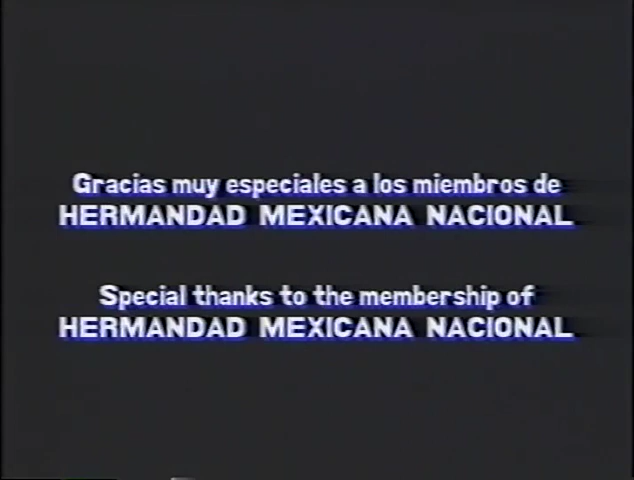 Gracias muy especiales a los miembros de
HERMANDAD MEXICANA NACIONAL
Special thanks to the membership of
HERMANDAD MEXICANA NACIONAL